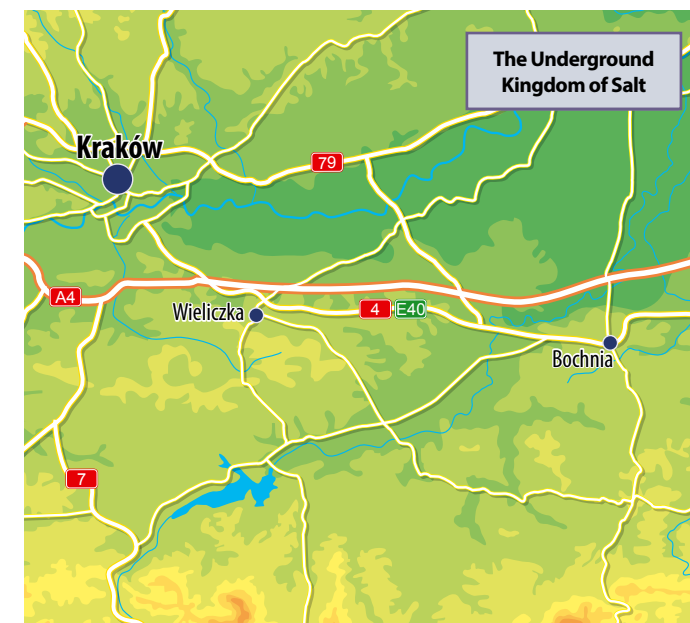 The Underground
Kingdom of Salt
Kraków
79
A4
Wieliczka
4
E40
Bochnia
7